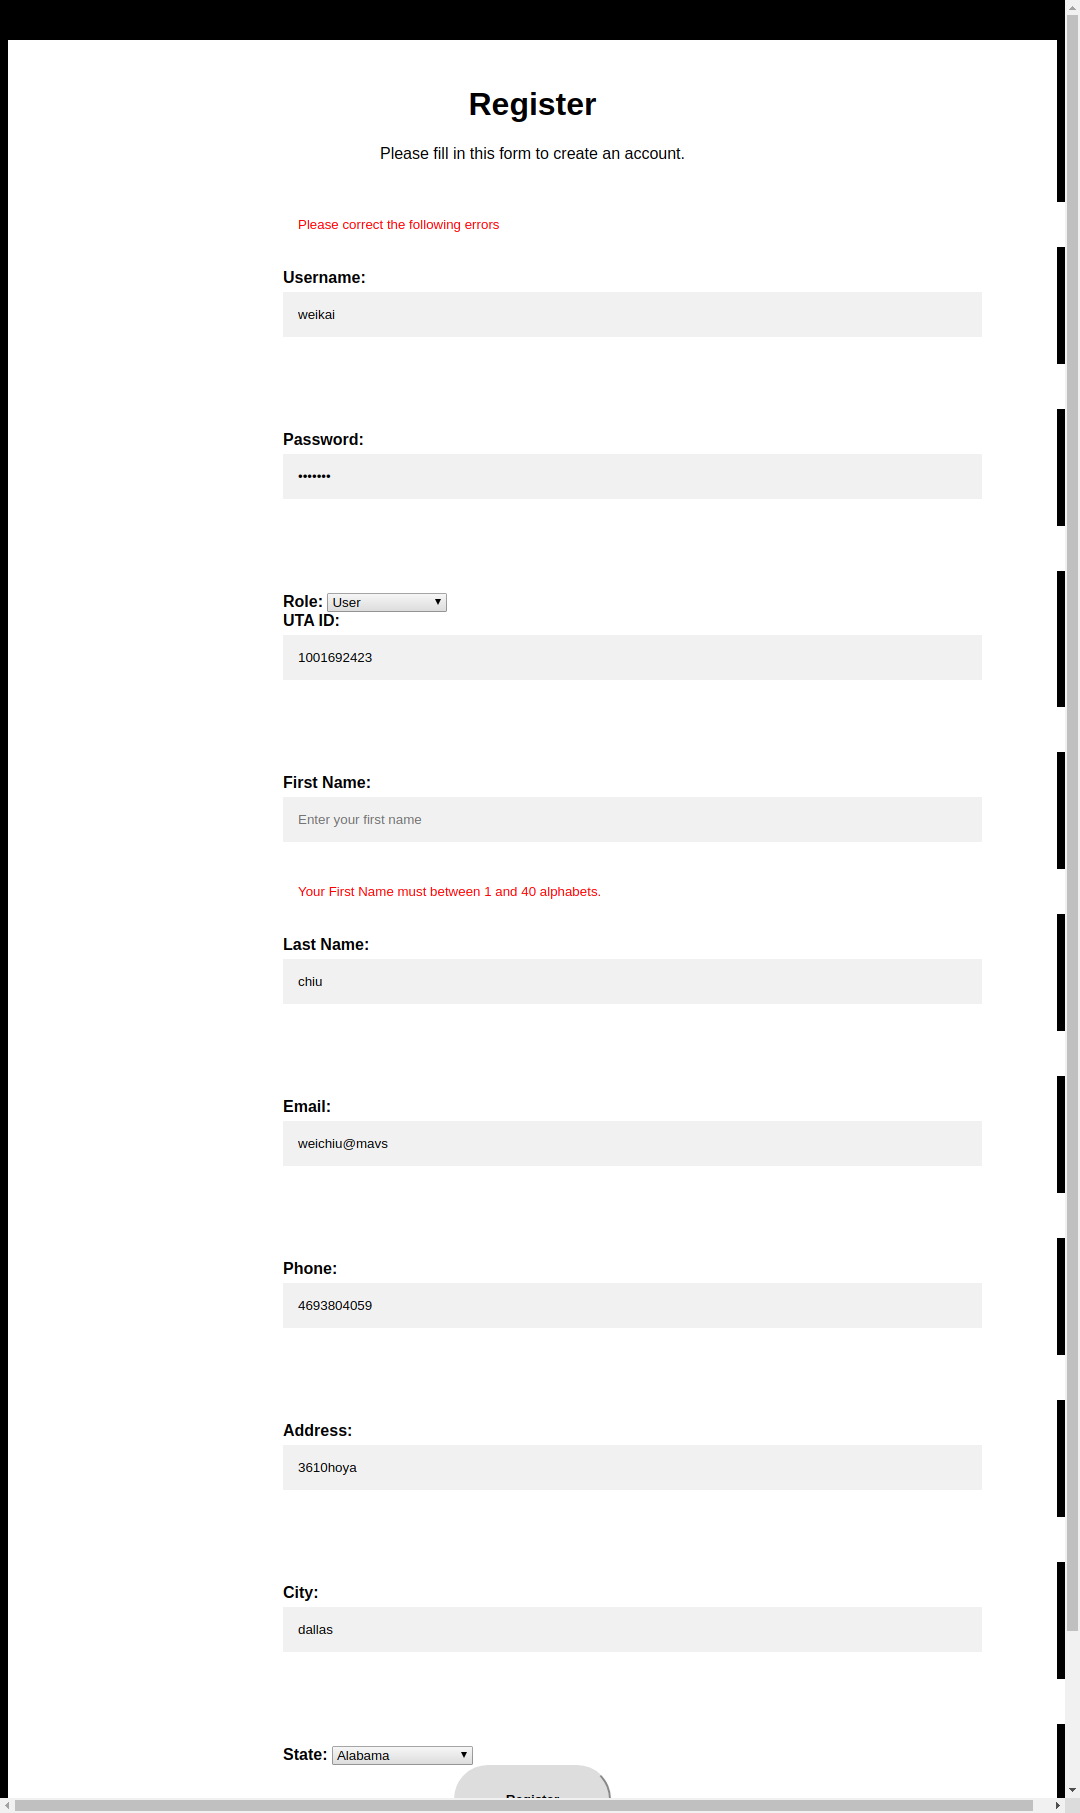 Register
Please fill in this form to create an account.
Please correct the following errors
Username:
weikai
Password:
•••••••
Role: User
UTA ID:
1001692423
First Name:
Enter your first name
Your First Name must between 1 and 40 alphabets.
Last Name:
chiu
Email:
weichiu@mavs
Phone:
4693804059
Address:
3610hoya
City:
dallas
State: Alabama
Register